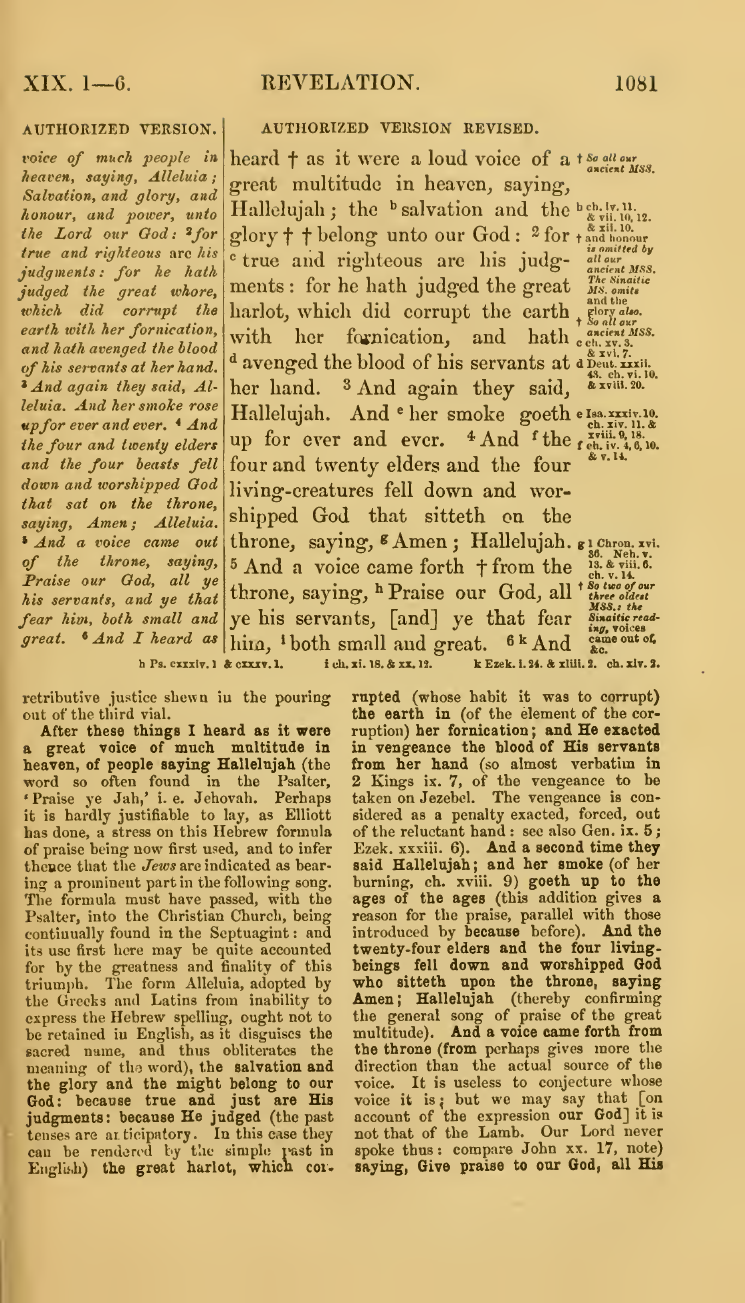 XIX. 1—6.
REVELATION.
1081
AUTHORIZED VERSION.
voice of much people in
heaven, saying, Alleluia;
Salvation, and glory, and
honour, and power, unto
the Lord our God: ²for
true and righteous are his
judgments: for he hath
judged the great whore,
which did corrupt the
earth with her fornication,
and hath avenged the blood
of his servants at her hand.
³ And again they said, Al-
leluia. And her smoke rose
up for ever and ever. ⁴ And
the four and twenty elders
and the four beasts fell
down and worshipped God
that sat on the throne,
saying, Amen; Alleluia.
⁵ And a voice came out
of the throne, saying,
Praise our God, all ye
his servants, and ye that
fear him, both small and
great. ⁶ And I heard as
AUTHORIZED VERSION REVISED.
heard † as it were a loud voice of a
great multitude in heaven, saying,
Hallelujah; the ᵇ salvation and the
glory † † belong unto our God: ² for
ᶜ true and righteous are his judg-
ments: for he hath judged the great
harlot, which did corrupt the earth
with her fornication, and hath
ᵈ avenged the blood of his servants at
her hand. ³ And again they said,
Hallelujah. And ᵉ her smoke goeth
up for ever and ever. ⁴ And ᶠ the
four and twenty elders and the four
living-creatures fell down and wor-
shipped God that sitteth on the
throne, saying, ᵍ Amen; Hallelujah.
⁵ And a voice came forth † from the
throne, saying, ʰ Praise our God, all
ye his servants, [and] ye that fear
him, ⁱ both small and great. ⁶ ᵏ And
† So all our
ancient MSS.
b ch. iv. 11.
& vii. 10, 12.
& xii. 10.
† and honour
is omitted by
all our
ancient MSS.
The Sinaitic
MS. omits
and the
glory also.
† So all our
ancient MSS.
c ch. xv. 3.
& xvi. 7.
d Deut. xxxii.
43. ch. vi. 10.
& xviii. 20.
e Isa. xxxiv. 10.
ch. xiv. 11. &
xviii. 9, 18.
f ch. iv. 4, 6, 10.
& v. 14.
g 1 Chron. xvi.
36. Neh. v.
13. & viii. 6.
ch. v. 14.
† So two of our
three oldest
MSS.: the
Sinaitic read-
ing, voices
came out of,
&c.
h Ps. cxxxiv. 1 & cxxxv. 1.
i ch. xi. 18. & xx. 12.
k Ezek. i. 24. & xliii. 2. ch. xiv. 2.
retributive justice shewn in the pouring
out of the third vial.
After these things I heard as it were
a great voice of much multitude in
heaven, of people saying Hallelujah (the
word so often found in the Psalter,
‘Praise ye Jah,’ i. e. Jehovah. Perhaps
it is hardly justifiable to lay, as Elliott
has done, a stress on this Hebrew formula
of praise being now first used, and to infer
thence that the Jews are indicated as bear-
ing a prominent part in the following song.
The formula must have passed, with the
Psalter, into the Christian Church, being
continually found in the Septuagint: and
its use first here may be quite accounted
for by the greatness and finality of this
triumph. The form Alleluia, adopted by
the Greeks and Latins from inability to
express the Hebrew spelling, ought not to
be retained in English, as it disguises the
sacred name, and thus obliterates the
meaning of the word), the salvation and
the glory and the might belong to our
God: because true and just are His
judgments: because He judged (the past
tenses are anticipatory. In this case they
can be rendered by the simple past in
English) the great harlot, which cor-
rupted (whose habit it was to corrupt)
the earth in (of the element of the cor-
ruption) her fornication; and He exacted
in vengeance the blood of His servants
from her hand (so almost verbatim in
2 Kings ix. 7, of the vengeance to be
taken on Jezebel. The vengeance is con-
sidered as a penalty exacted, forced, out
of the reluctant hand: see also Gen. ix. 5;
Ezek. xxxiii. 6). And a second time they
said Hallelujah; and her smoke (of her
burning, ch. xviii. 9) goeth up to the
ages of the ages (this addition gives a
reason for the praise, parallel with those
introduced by because before). And the
twenty-four elders and the four living-
beings fell down and worshipped God
who sitteth upon the throne, saying
Amen; Hallelujah (thereby confirming
the general song of praise of the great
multitude). And a voice came forth from
the throne (from perhaps gives more the
direction than the actual source of the
voice. It is useless to conjecture whose
voice it is; but we may say that [on
account of the expression our God] it is
not that of the Lamb. Our Lord never
spoke thus: compare John xx. 17, note)
saying, Give praise to our God, all His